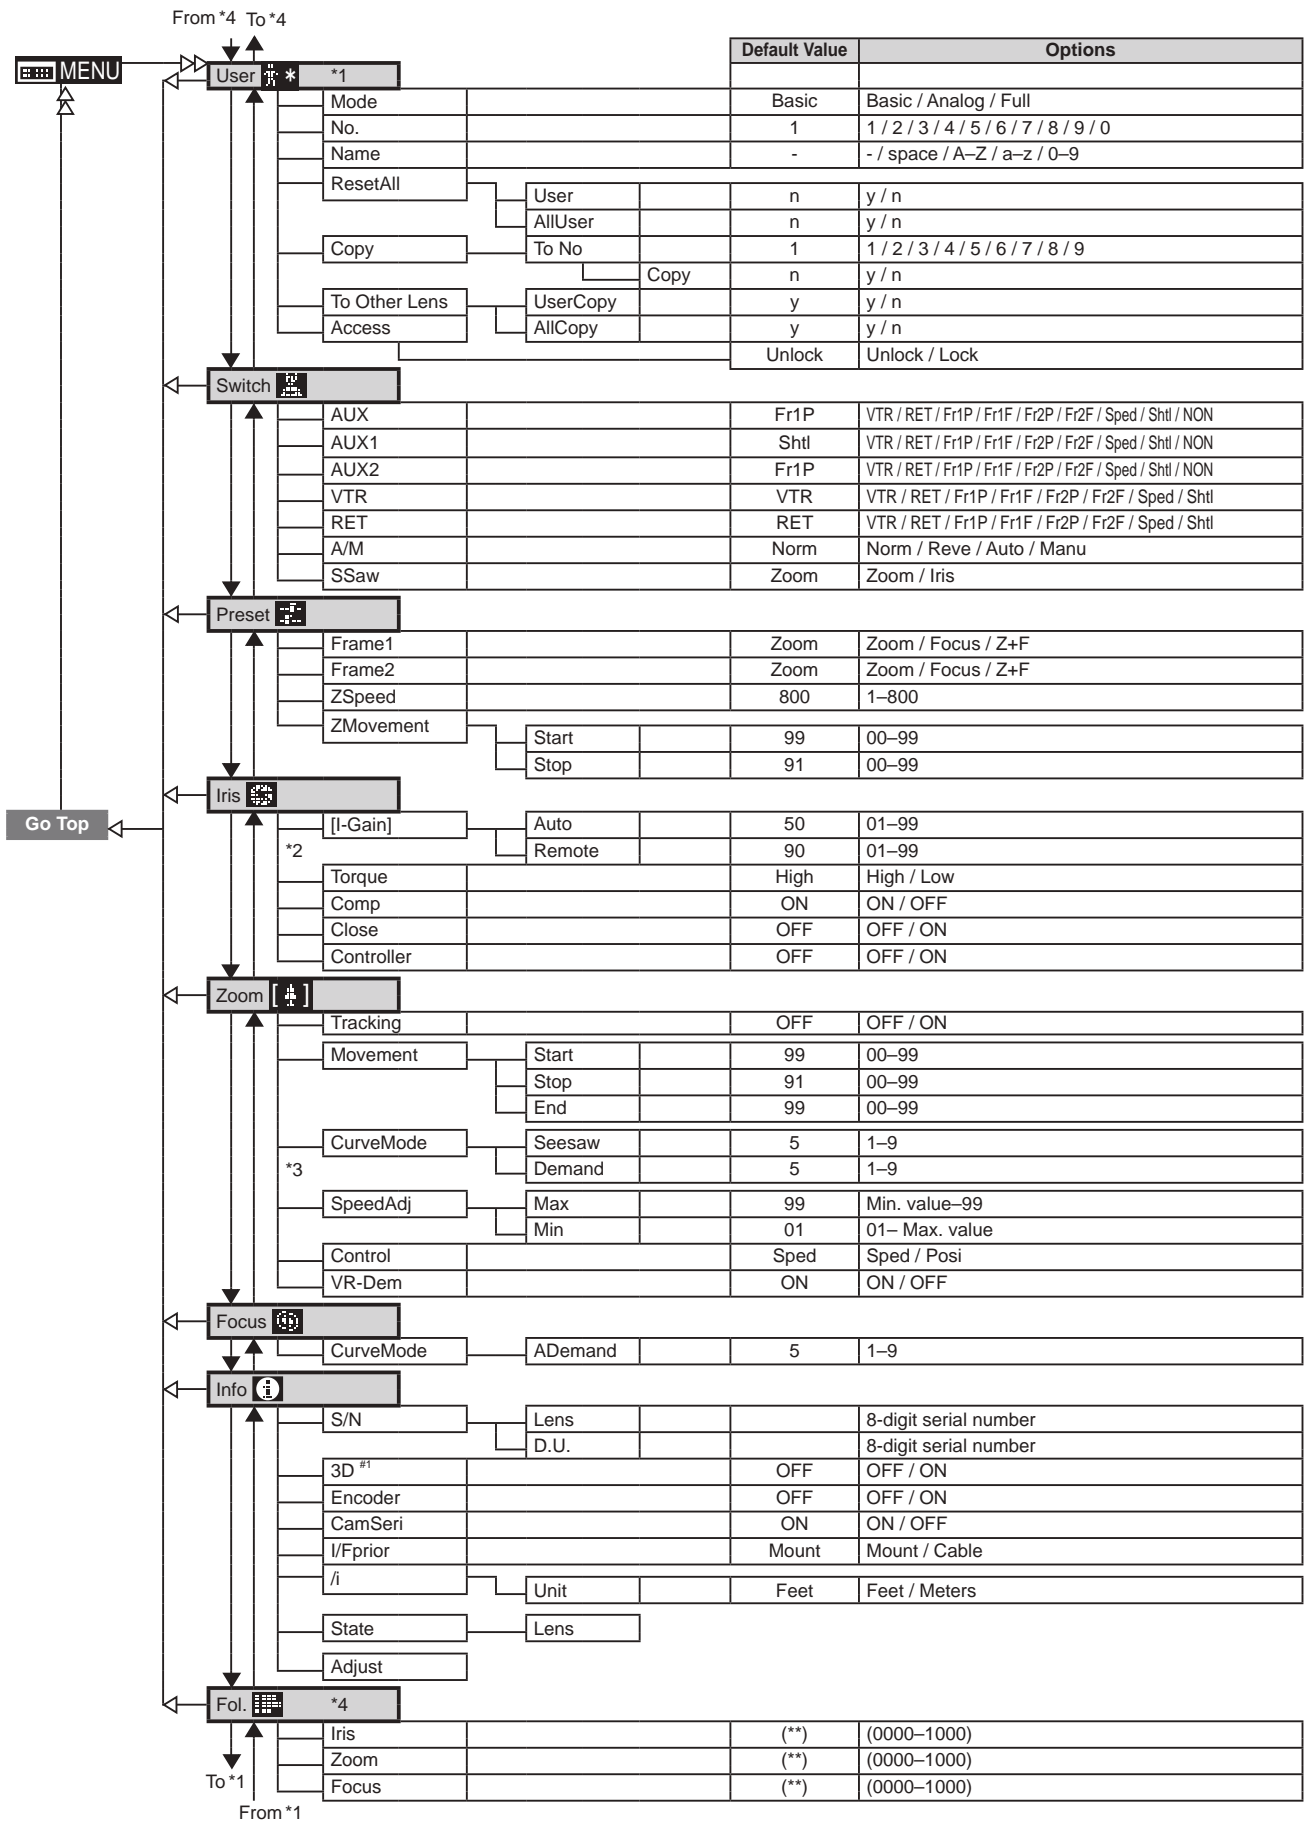 From *4 To *4
Default Value Options
MENU
User * *1
Mode Basic Basic / Analog / Full
No. 1 1 / 2 / 3 / 4 / 5 / 6 / 7 / 8 / 9 / 0
Name - - / space / A–Z / a–z / 0–9
ResetAll
User n y / n
AllUser n y / n
Copy To No 1 1 / 2 / 3 / 4 / 5 / 6 / 7 / 8 / 9
Copy n y / n
To Other Lens UserCopy y y / n
Access AllCopy y y / n
Unlock Unlock / Lock
Switch
AUX Fr1P VTR / RET / Fr1P / Fr1F / Fr2P / Fr2F / Sped / Shtl / NON
AUX1 Shtl VTR / RET / Fr1P / Fr1F / Fr2P / Fr2F / Sped / Shtl / NON
AUX2 Fr1P VTR / RET / Fr1P / Fr1F / Fr2P / Fr2F / Sped / Shtl / NON
VTR VTR VTR / RET / Fr1P / Fr1F / Fr2P / Fr2F / Sped / Shtl
RET RET VTR / RET / Fr1P / Fr1F / Fr2P / Fr2F / Sped / Shtl
A/M Norm Norm / Reve / Auto / Manu
SSaw Zoom Zoom / Iris
Preset
Frame1 Zoom Zoom / Focus / Z+F
Frame2 Zoom Zoom / Focus / Z+F
ZSpeed 800 1–800
ZMovement
Start 99 00–99
Stop 91 00–99
Iris
Go Top
[I-Gain] Auto 50 01–99
*2 Remote 90 01–99
Torque High High / Low
Comp ON ON / OFF
Close OFF OFF / ON
Controller OFF OFF / ON
Zoom
Tracking OFF OFF / ON
Movement Start 99 00–99
Stop 91 00–99
End 99 00–99
CurveMode Seesaw 5 1–9
*3 Demand 5 1–9
SpeedAdj Max 99 Min. value–99
Min 01 01– Max. value
Control Sped Sped / Posi
VR-Dem ON ON / OFF
Focus
CurveMode ADemand 5 1–9
Info
S/N Lens 8-digit serial number
D.U. 8-digit serial number
3D #1 OFF OFF / ON
Encoder OFF OFF / ON
CamSeri ON ON / OFF
I/Fprior Mount Mount / Cable
/i
Unit Feet Feet / Meters
State Lens
Adjust
Fol. *4
Iris (**) (0000–1000)
Zoom (**) (0000–1000)
Focus (**) (0000–1000)
To *1
From *1